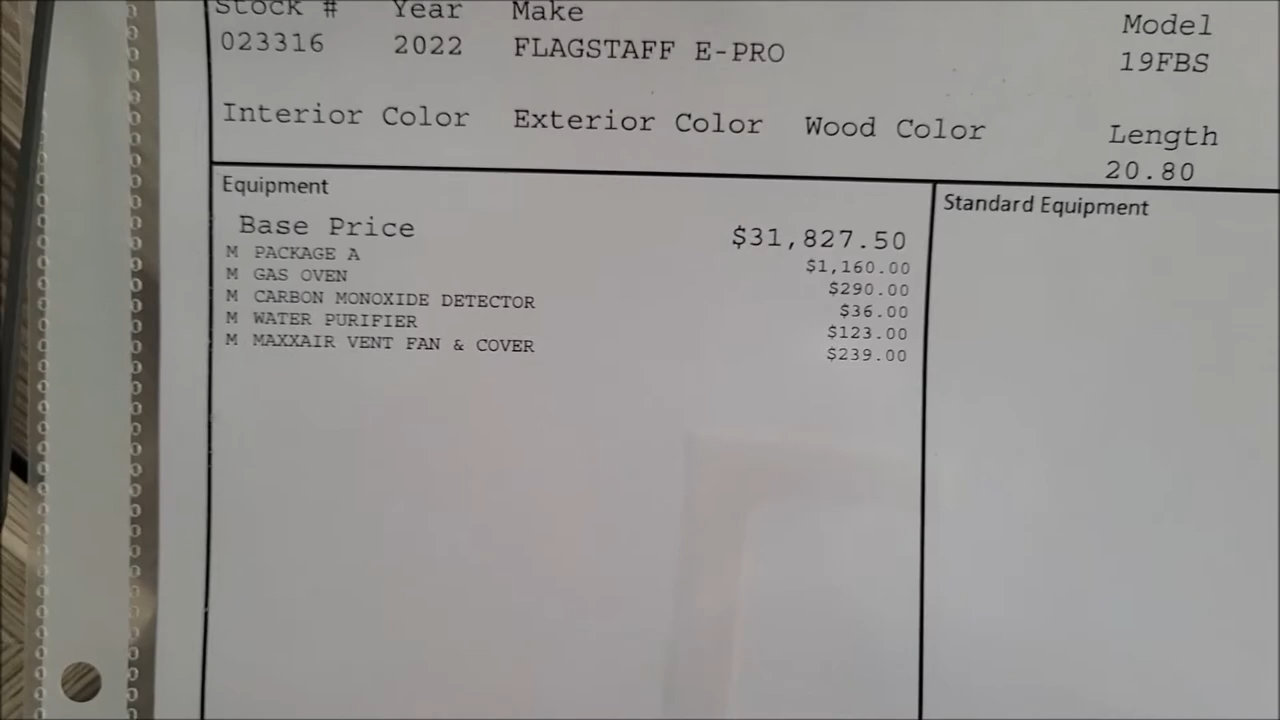 Stock # Year Make Model
023316 2022 FLAGSTAFF E-PRO 19FBS
Interior Color Exterior Color Wood Color Length
20.80
Equipment
Base Price $31,827.50
M PACKAGE A $1,160.00
M GAS OVEN $290.00
M CARBON MONOXIDE DETECTOR $36.00
M WATER PURIFIER $123.00
M MAXXAIR VENT FAN & COVER $239.00
Standard Equipment